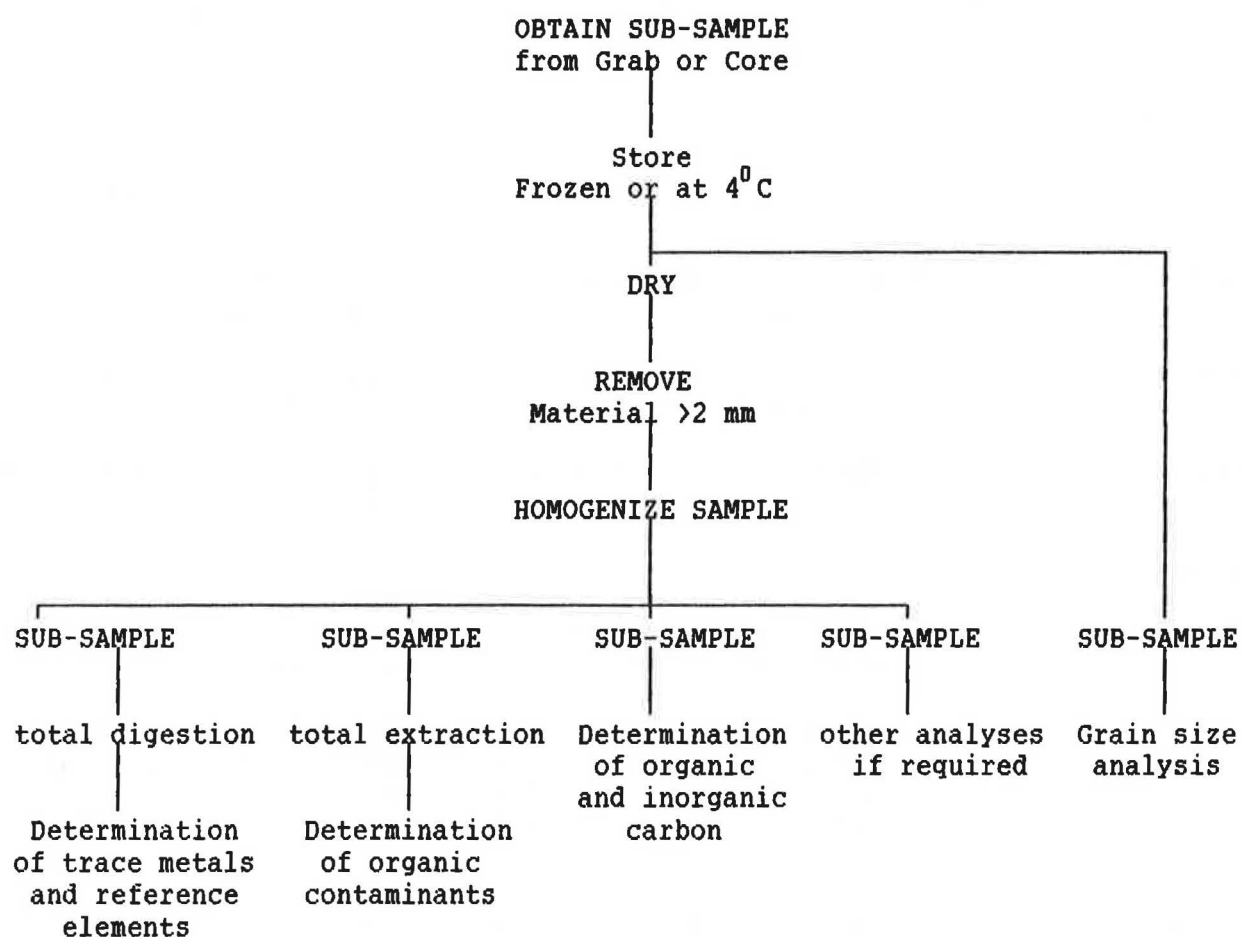 OBTAIN SUB-SAMPLE
from Grab or Core
Store
Frozen or at 4⁰C
DRY
REMOVE
Material >2 mm
HOMOGENIZE SAMPLE
SUB-SAMPLE
SUB-SAMPLE
SUB-SAMPLE
SUB-SAMPLE
SUB-SAMPLE
total digestion
Determination
of trace metals
and reference
elements
total extraction
Determination
of organic
contaminants
Determination
of organic
and inorganic
carbon
other analyses
if required
Grain size
analysis